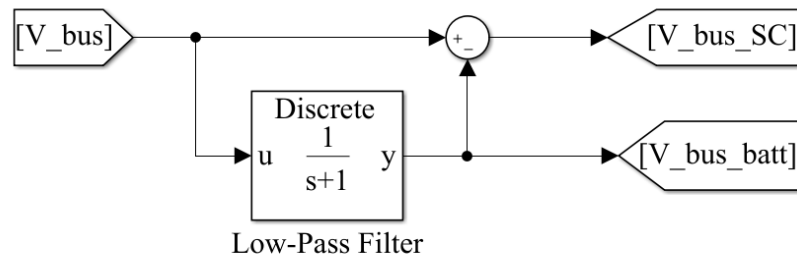 [V_bus]
+
-
[V_bus_SC]
Discrete
u
1
s+1
y
[V_bus_batt]
Low-Pass Filter